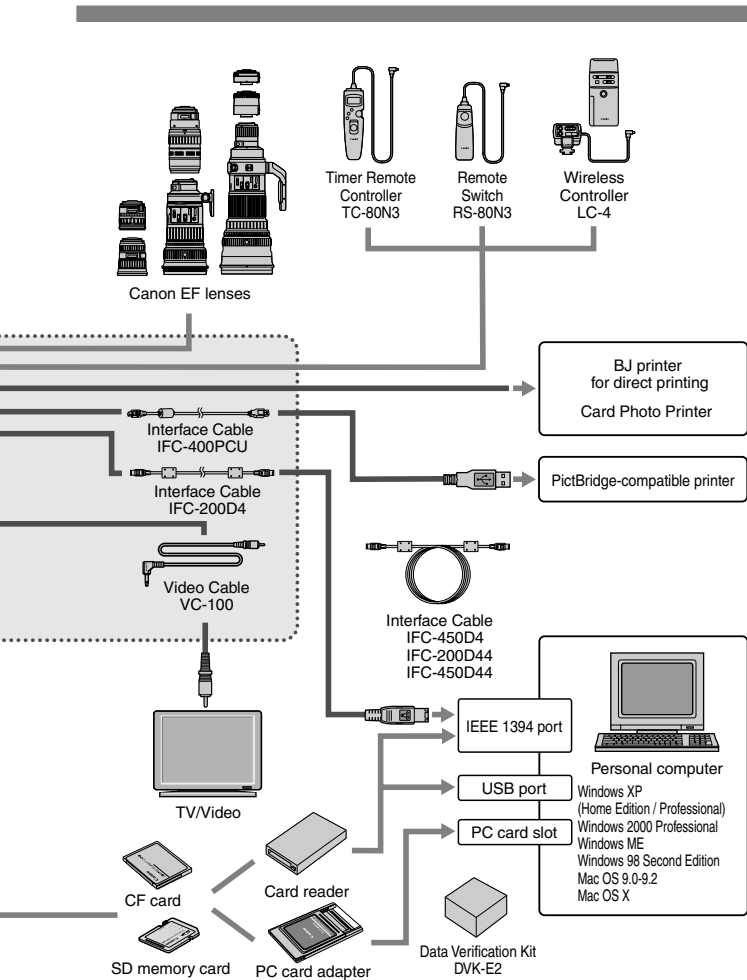 Timer Remote
Controller
TC-80N3
Remote
Switch
RS-80N3
Wireless
Controller
LC-4
Canon EF lenses
BJ printer
for direct printing
Card Photo Printer
Interface Cable
IFC-400PCU
PictBridge-compatible printer
Interface Cable
IFC-200D4
Video Cable
VC-100
Interface Cable
IFC-450D4
IFC-200D44
IFC-450D44
IEEE 1394 port
Personal computer
USB port
PC card slot
Windows XP
(Home Edition / Professional)
Windows 2000 Professional
Windows ME
Windows 98 Second Edition
Mac OS 9.0-9.2
Mac OS X
TV/Video
CF card
Card reader
SD memory card
PC card adapter
Data Verification Kit
DVK-E2